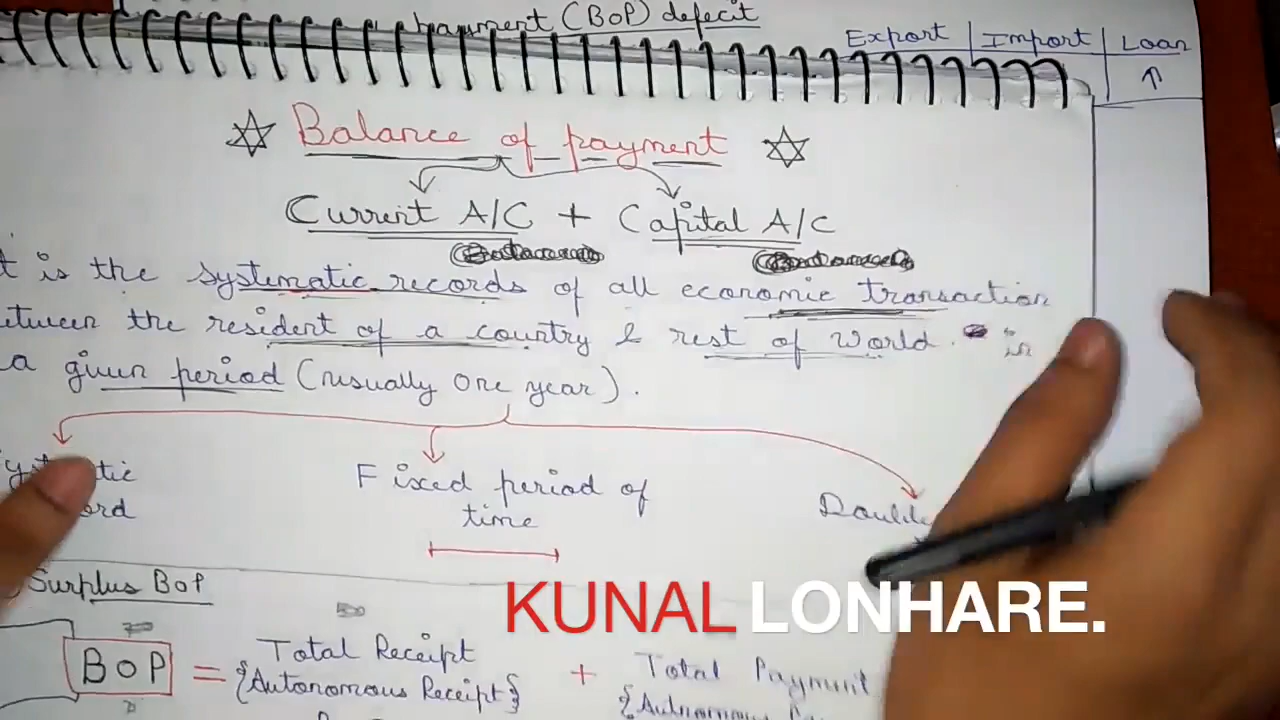 payment (BoP) defecit
Export Import Loan
Balance of payment
Current A/C + Capital A/C
is the systematic records of all economic transaction
the resident of a country & rest of world. in
a given period (usually one year).
Fixed period of
time
Surplus BoP
BoP = Total Receipt + Total Payment
{Autonomous Receipt}
KUNAL LONHARE.